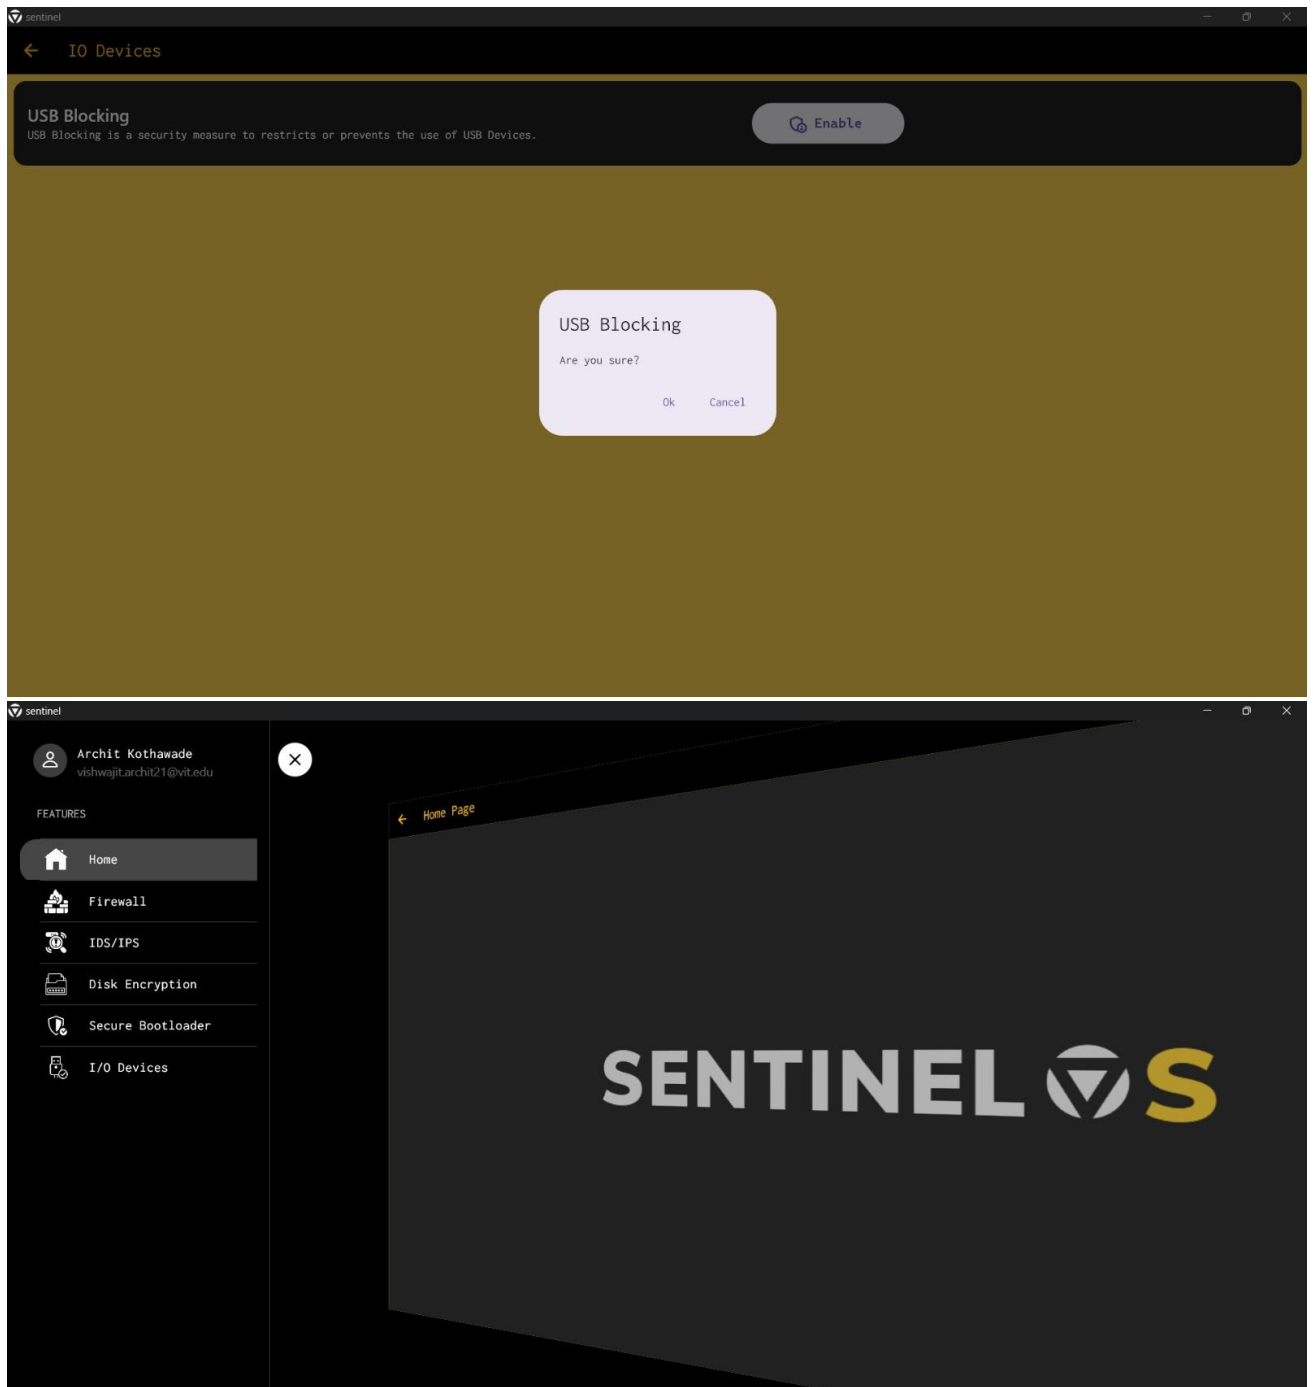 sentinel
IO Devices
USB Blocking
USB Blocking is a security measure to restricts or prevents the use of USB Devices.
Enable
USB Blocking
Are you sure?
Ok Cancel
sentinel
Archit Kothawade
vishwajit.archit21@vit.edu
FEATURES
Home
Firewall
IDS/IPS
Disk Encryption
Secure Bootloader
I/O Devices
Home Page
SENTINEL OS